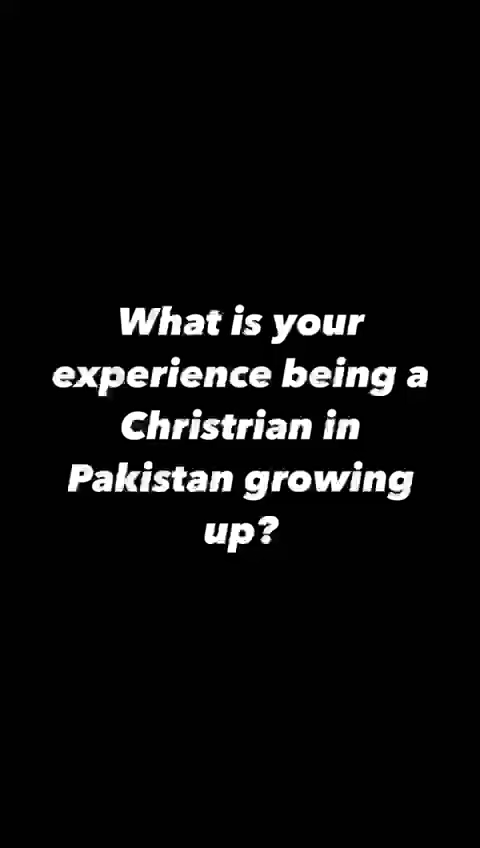 What is your
experience being a
Christrian in
Pakistan growing
up?